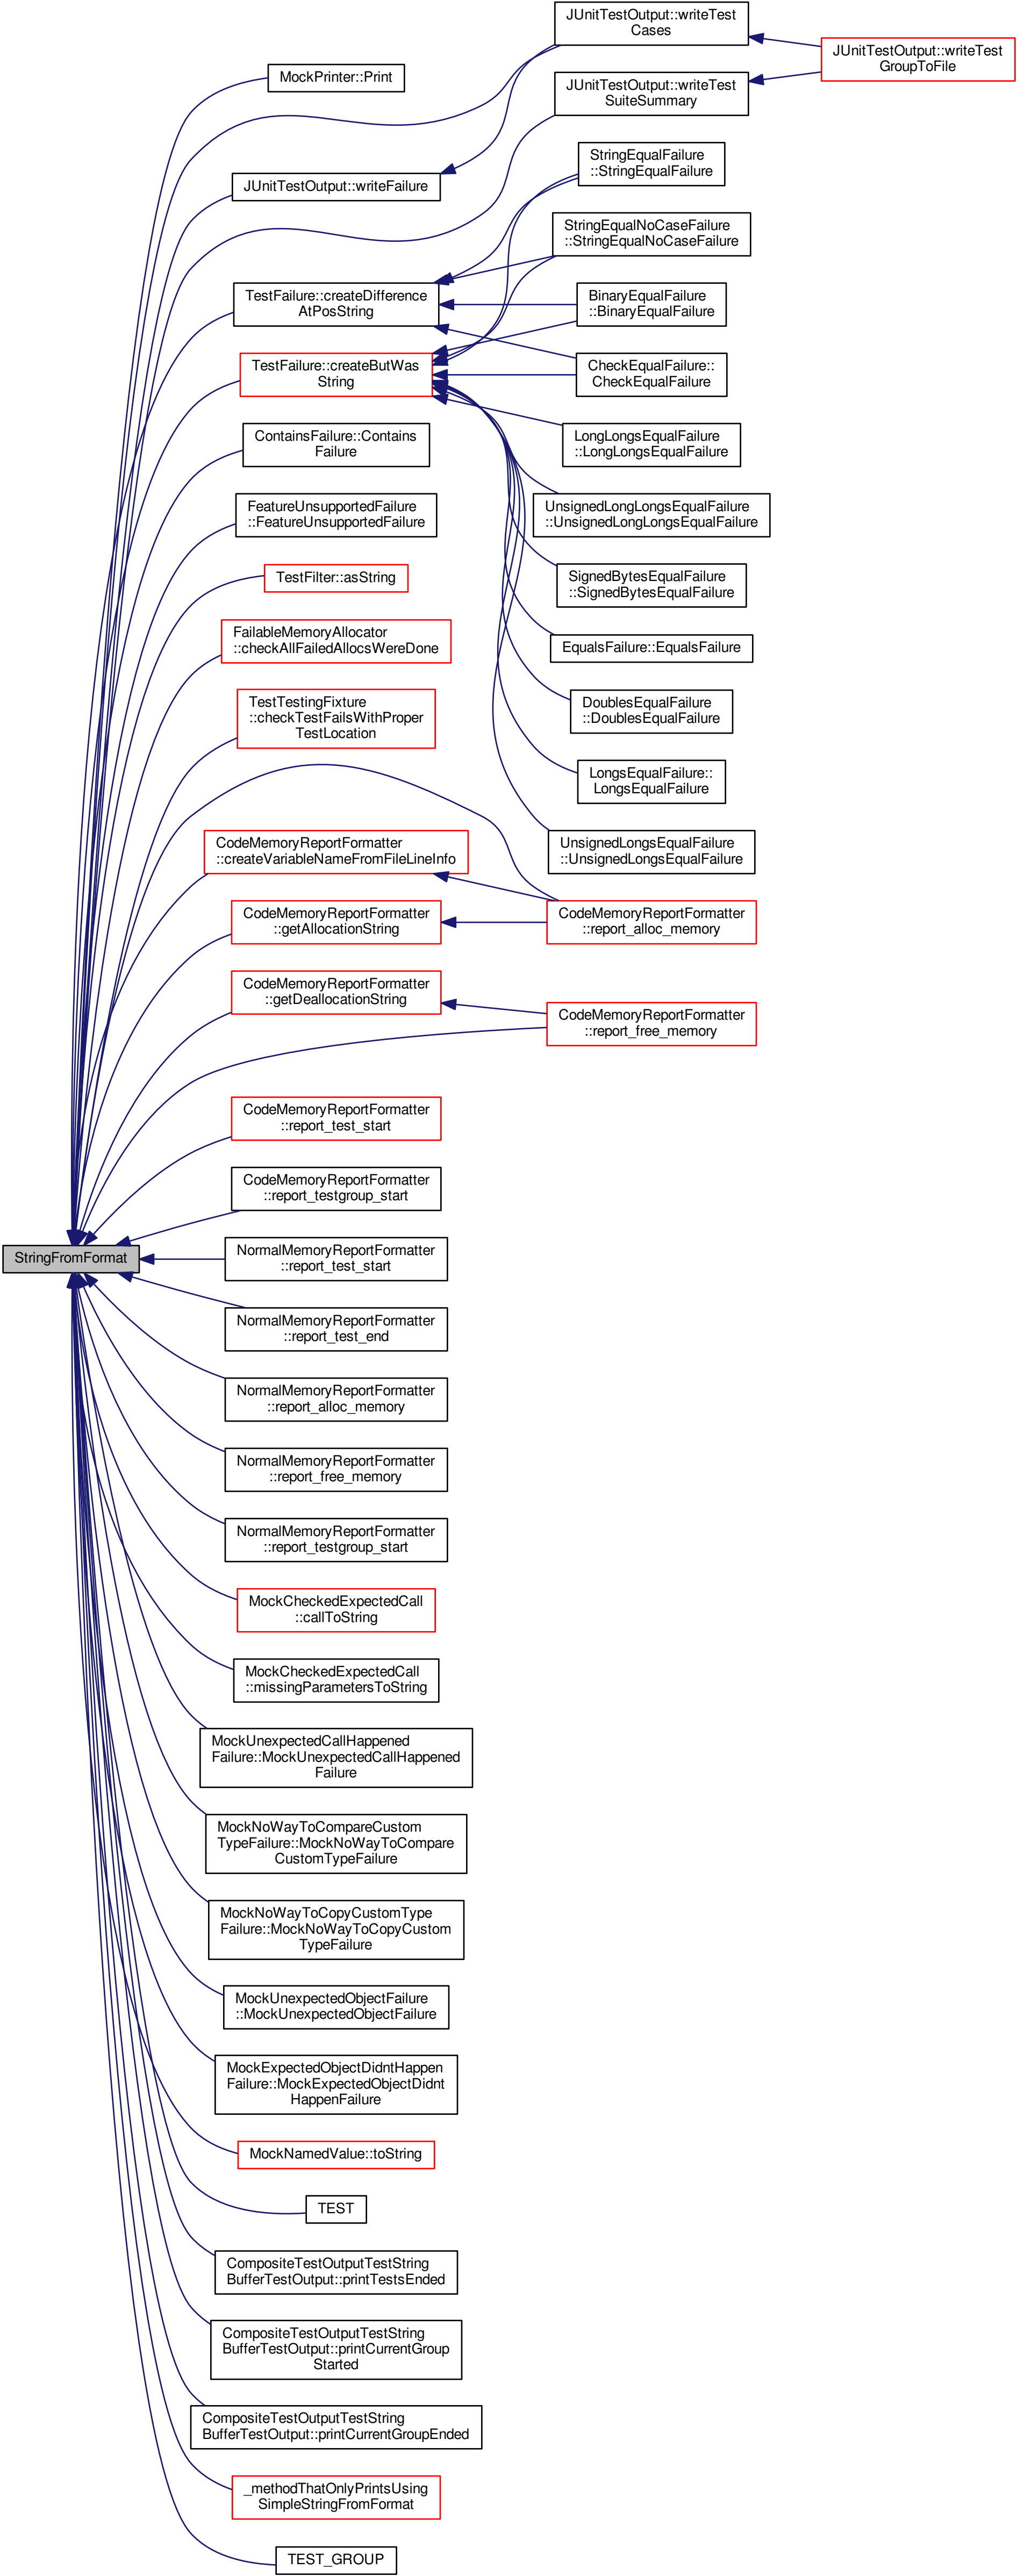 JUnitTestOutput::writeTest
Cases
JUnitTestOutput::writeTest
GroupToFile
MockPrinter::Print
JUnitTestOutput::writeTest
SuiteSummary
StringEqualFailure
::StringEqualFailure
JUnitTestOutput::writeFailure
StringEqualNoCaseFailure
::StringEqualNoCaseFailure
TestFailure::createDifference
AtPosString
BinaryEqualFailure
::BinaryEqualFailure
TestFailure::createButWas
String
CheckEqualFailure::
CheckEqualFailure
ContainsFailure::Contains
Failure
LongLongsEqualFailure
::LongLongsEqualFailure
FeatureUnsupportedFailure
::FeatureUnsupportedFailure
UnsignedLongLongsEqualFailure
::UnsignedLongLongsEqualFailure
TestFilter::asString
SignedBytesEqualFailure
::SignedBytesEqualFailure
FailableMemoryAllocator
::checkAllFailedAllocsWereDone
EqualsFailure::EqualsFailure
TestTestingFixture
::checkTestFailsWithProper
TestLocation
DoublesEqualFailure
::DoublesEqualFailure
LongsEqualFailure::
LongsEqualFailure
CodeMemoryReportFormatter
::createVariableNameFromFileLineInfo
UnsignedLongsEqualFailure
::UnsignedLongsEqualFailure
CodeMemoryReportFormatter
::getAllocationString
CodeMemoryReportFormatter
::report_alloc_memory
CodeMemoryReportFormatter
::getDeallocationString
CodeMemoryReportFormatter
::report_free_memory
CodeMemoryReportFormatter
::report_test_start
CodeMemoryReportFormatter
::report_testgroup_start
StringFromFormat
NormalMemoryReportFormatter
::report_test_start
NormalMemoryReportFormatter
::report_test_end
NormalMemoryReportFormatter
::report_alloc_memory
NormalMemoryReportFormatter
::report_free_memory
NormalMemoryReportFormatter
::report_testgroup_start
MockCheckedExpectedCall
::callToString
MockCheckedExpectedCall
::missingParametersToString
MockUnexpectedCallHappened
Failure::MockUnexpectedCallHappened
Failure
MockNoWayToCompareCustom
TypeFailure::MockNoWayToCompare
CustomTypeFailure
MockNoWayToCopyCustomType
Failure::MockNoWayToCopyCustom
TypeFailure
MockUnexpectedObjectFailure
::MockUnexpectedObjectFailure
MockExpectedObjectDidntHappen
Failure::MockExpectedObjectDidnt
HappenFailure
MockNamedValue::toString
TEST
CompositeTestOutputTestString
BufferTestOutput::printTestsEnded
CompositeTestOutputTestString
BufferTestOutput::printCurrentGroup
Started
CompositeTestOutputTestString
BufferTestOutput::printCurrentGroupEnded
_methodThatOnlyPrintsUsing
SimpleStringFromFormat
TEST_GROUP